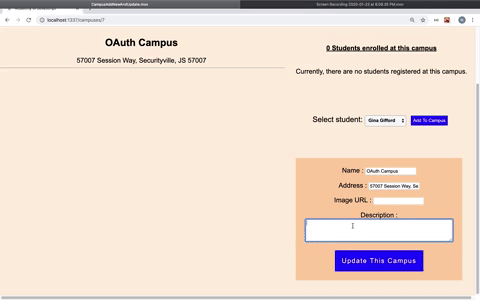 CampusAddNewAndUpdate.mov
Screen Recording 2020-01-23 at 6.09.35 PM.mov
localhost:1337/campuses/7
OAuth Campus
57007 Session Way, Securityville, JS 57007
0 Students enrolled at this campus
Currently, there are no students registered at this campus.
Select student: Gina Gifford Add To Campus
Name : OAuth Campus
Address : 57007 Session Way, Se
Image URL :
Description :
Update This Campus